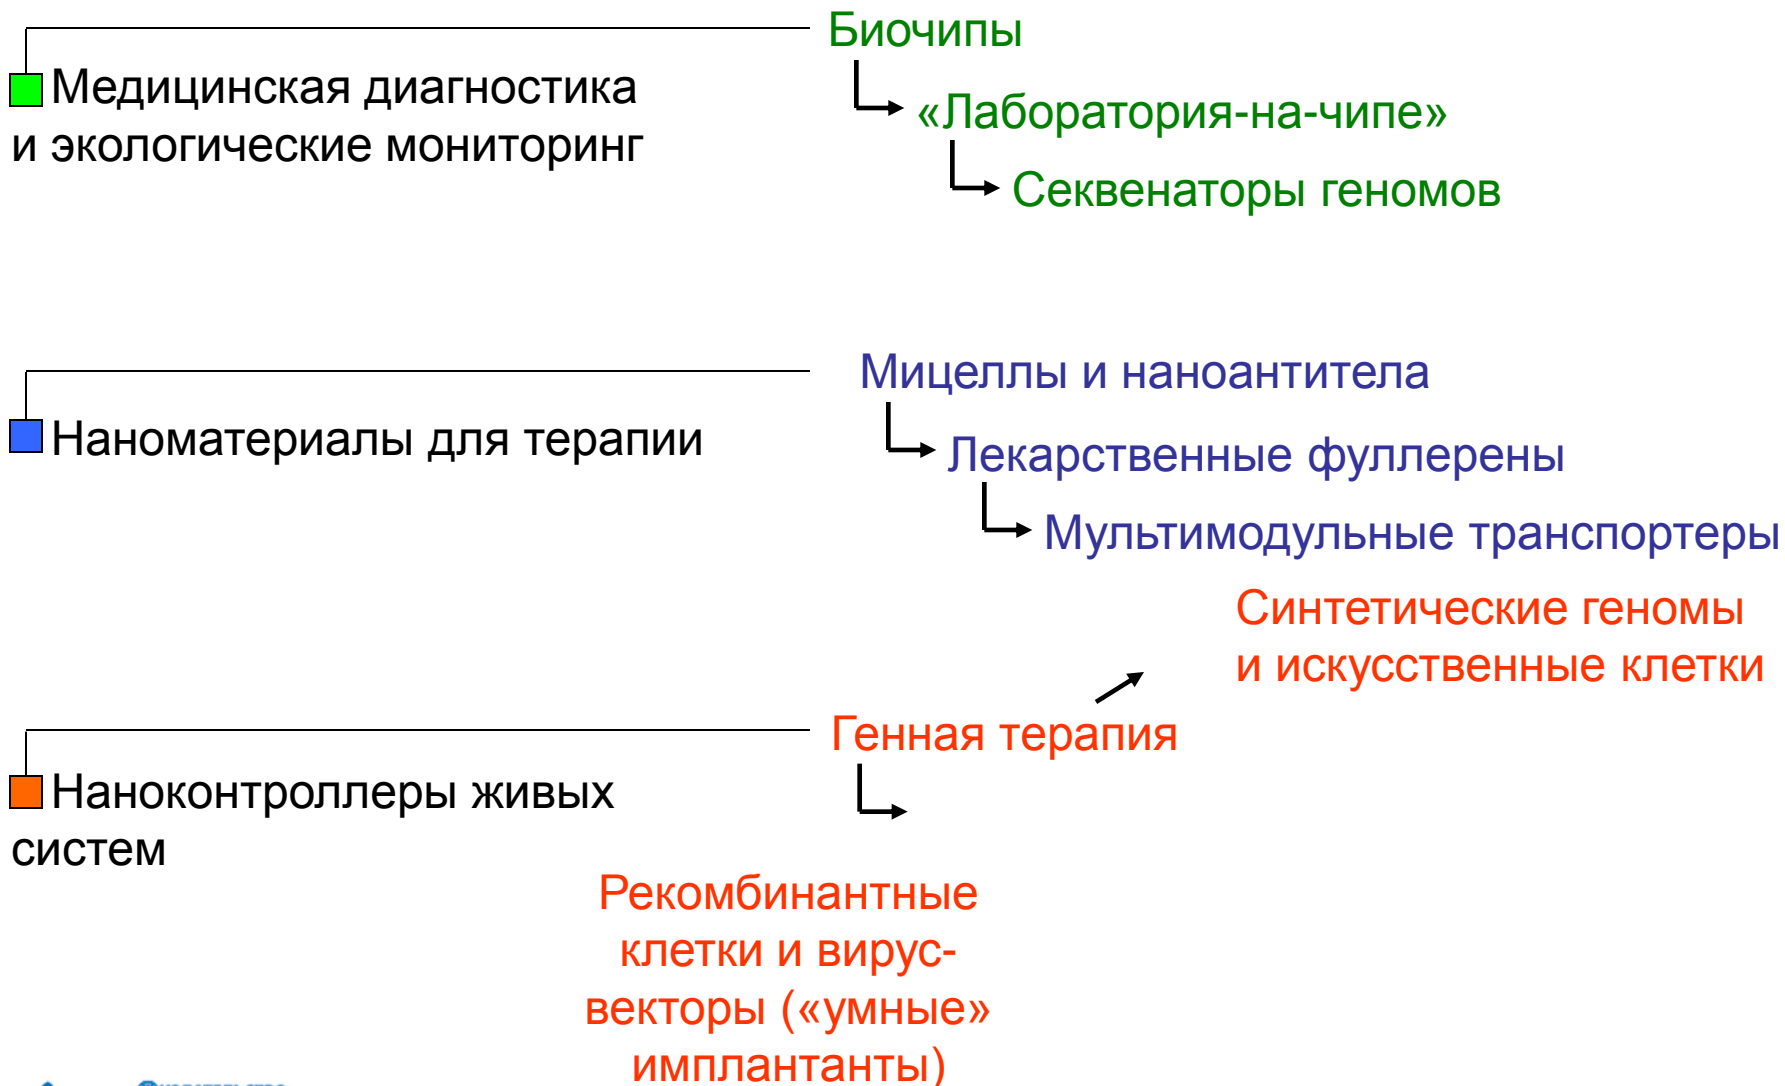 Биочипы
Медицинская диагностика
и экологические мониторинг
«Лаборатория-на-чипе»
Секвенаторы геномов
Мицеллы и наноантитела
Наноматериалы для терапии
Лекарственные фуллерены
Мультимодульные транспортеры
Синтетические геномы
и искусственные клетки
Генная терапия
Наноконтроллеры живых
систем
Рекомбинантные
клетки и вирус-
векторы («умные»
имплантанты)